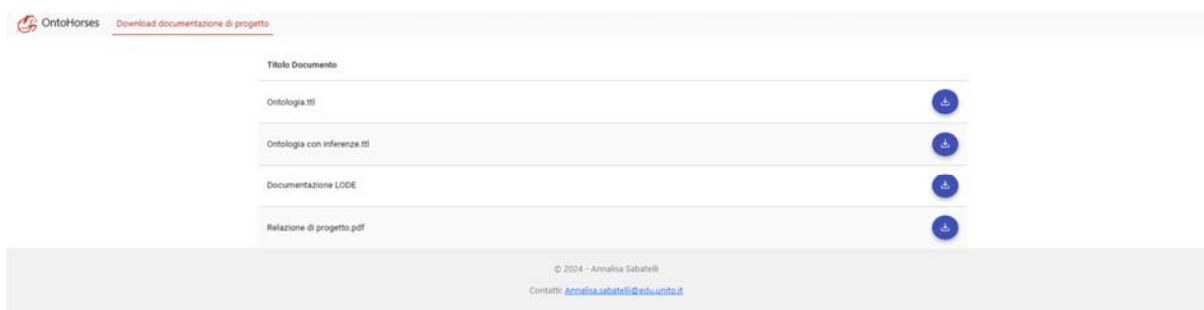 OntoHorses Download documentazione di progetto
Titolo Documento
Ontologia.ttl
Ontologia con inferenze.ttl
Documentazione LODE
Relazione di progetto.pdf
© 2024 - Annalisa Sabatelli
Contatti: Annalisa.sabatelli@edu.unito.it